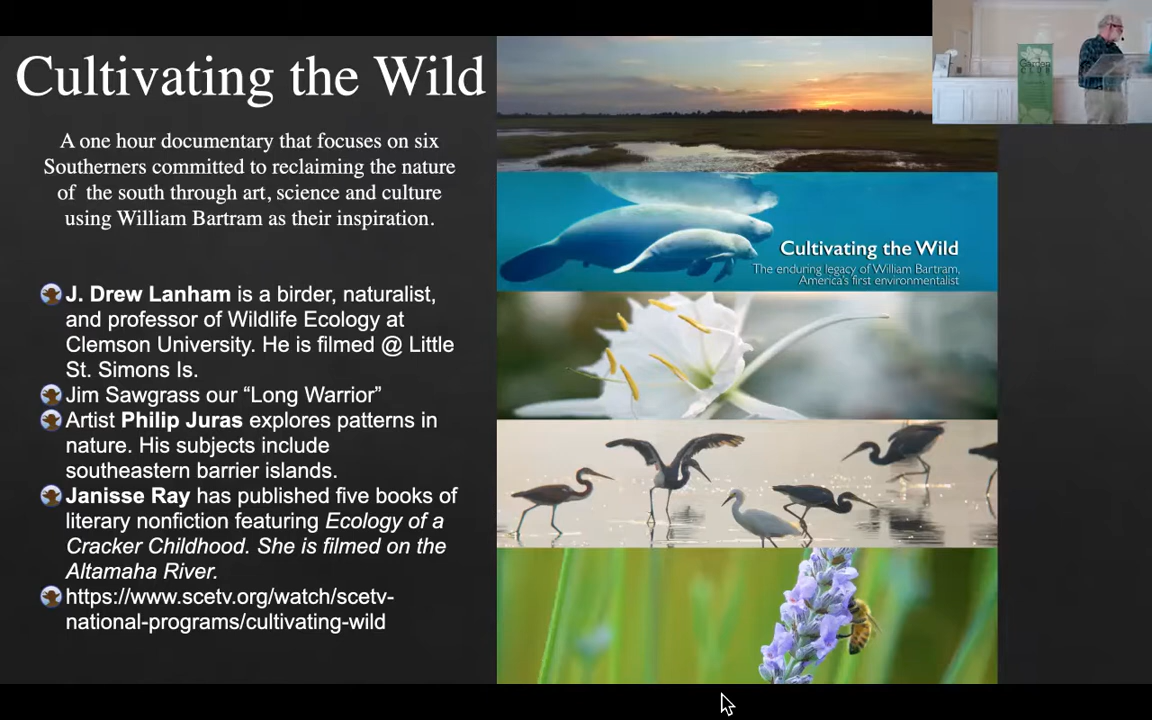 Cultivating the Wild
A one hour documentary that focuses on six
Southerners committed to reclaiming the nature
of the south through art, science and culture
using William Bartram as their inspiration.
J. Drew Lanham is a birder, naturalist,
and professor of Wildlife Ecology at
Clemson University. He is filmed @ Little
St. Simons Is.
Jim Sawgrass our “Long Warrior”
Artist Philip Juras explores patterns in
nature. His subjects include
southeastern barrier islands.
Janisse Ray has published five books of
literary nonfiction featuring Ecology of a
Cracker Childhood. She is filmed on the
Altamaha River.
https://www.scetv.org/watch/scetv-
national-programs/cultivating-wild
Cultivating the Wild
The enduring legacy of William Bartram,
America's first environmentalist